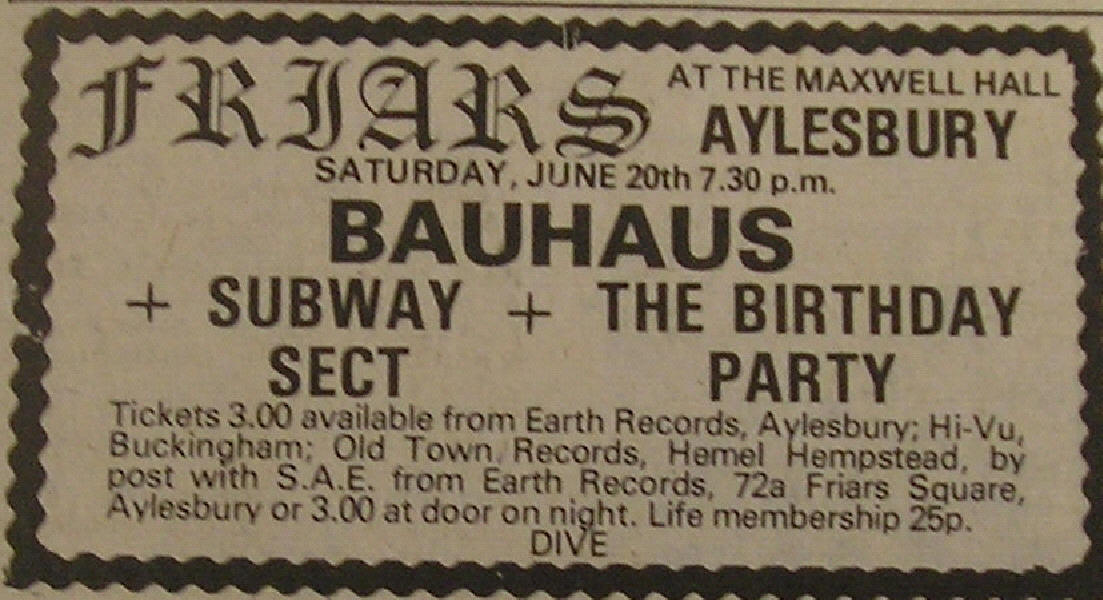 FRIARS AT THE MAXWELL HALL
AYLESBURY
SATURDAY, JUNE 20th 7.30 p.m.
BAUHAUS
+ SUBWAY SECT + THE BIRTHDAY PARTY
Tickets 3.00 available from Earth Records, Aylesbury; Hi-Vu,
Buckingham; Old Town Records, Hemel Hempstead, by
post with S.A.E. from Earth Records, 72a Friars Square,
Aylesbury or 3.00 at door on night. Life membership 25p.
DIVE